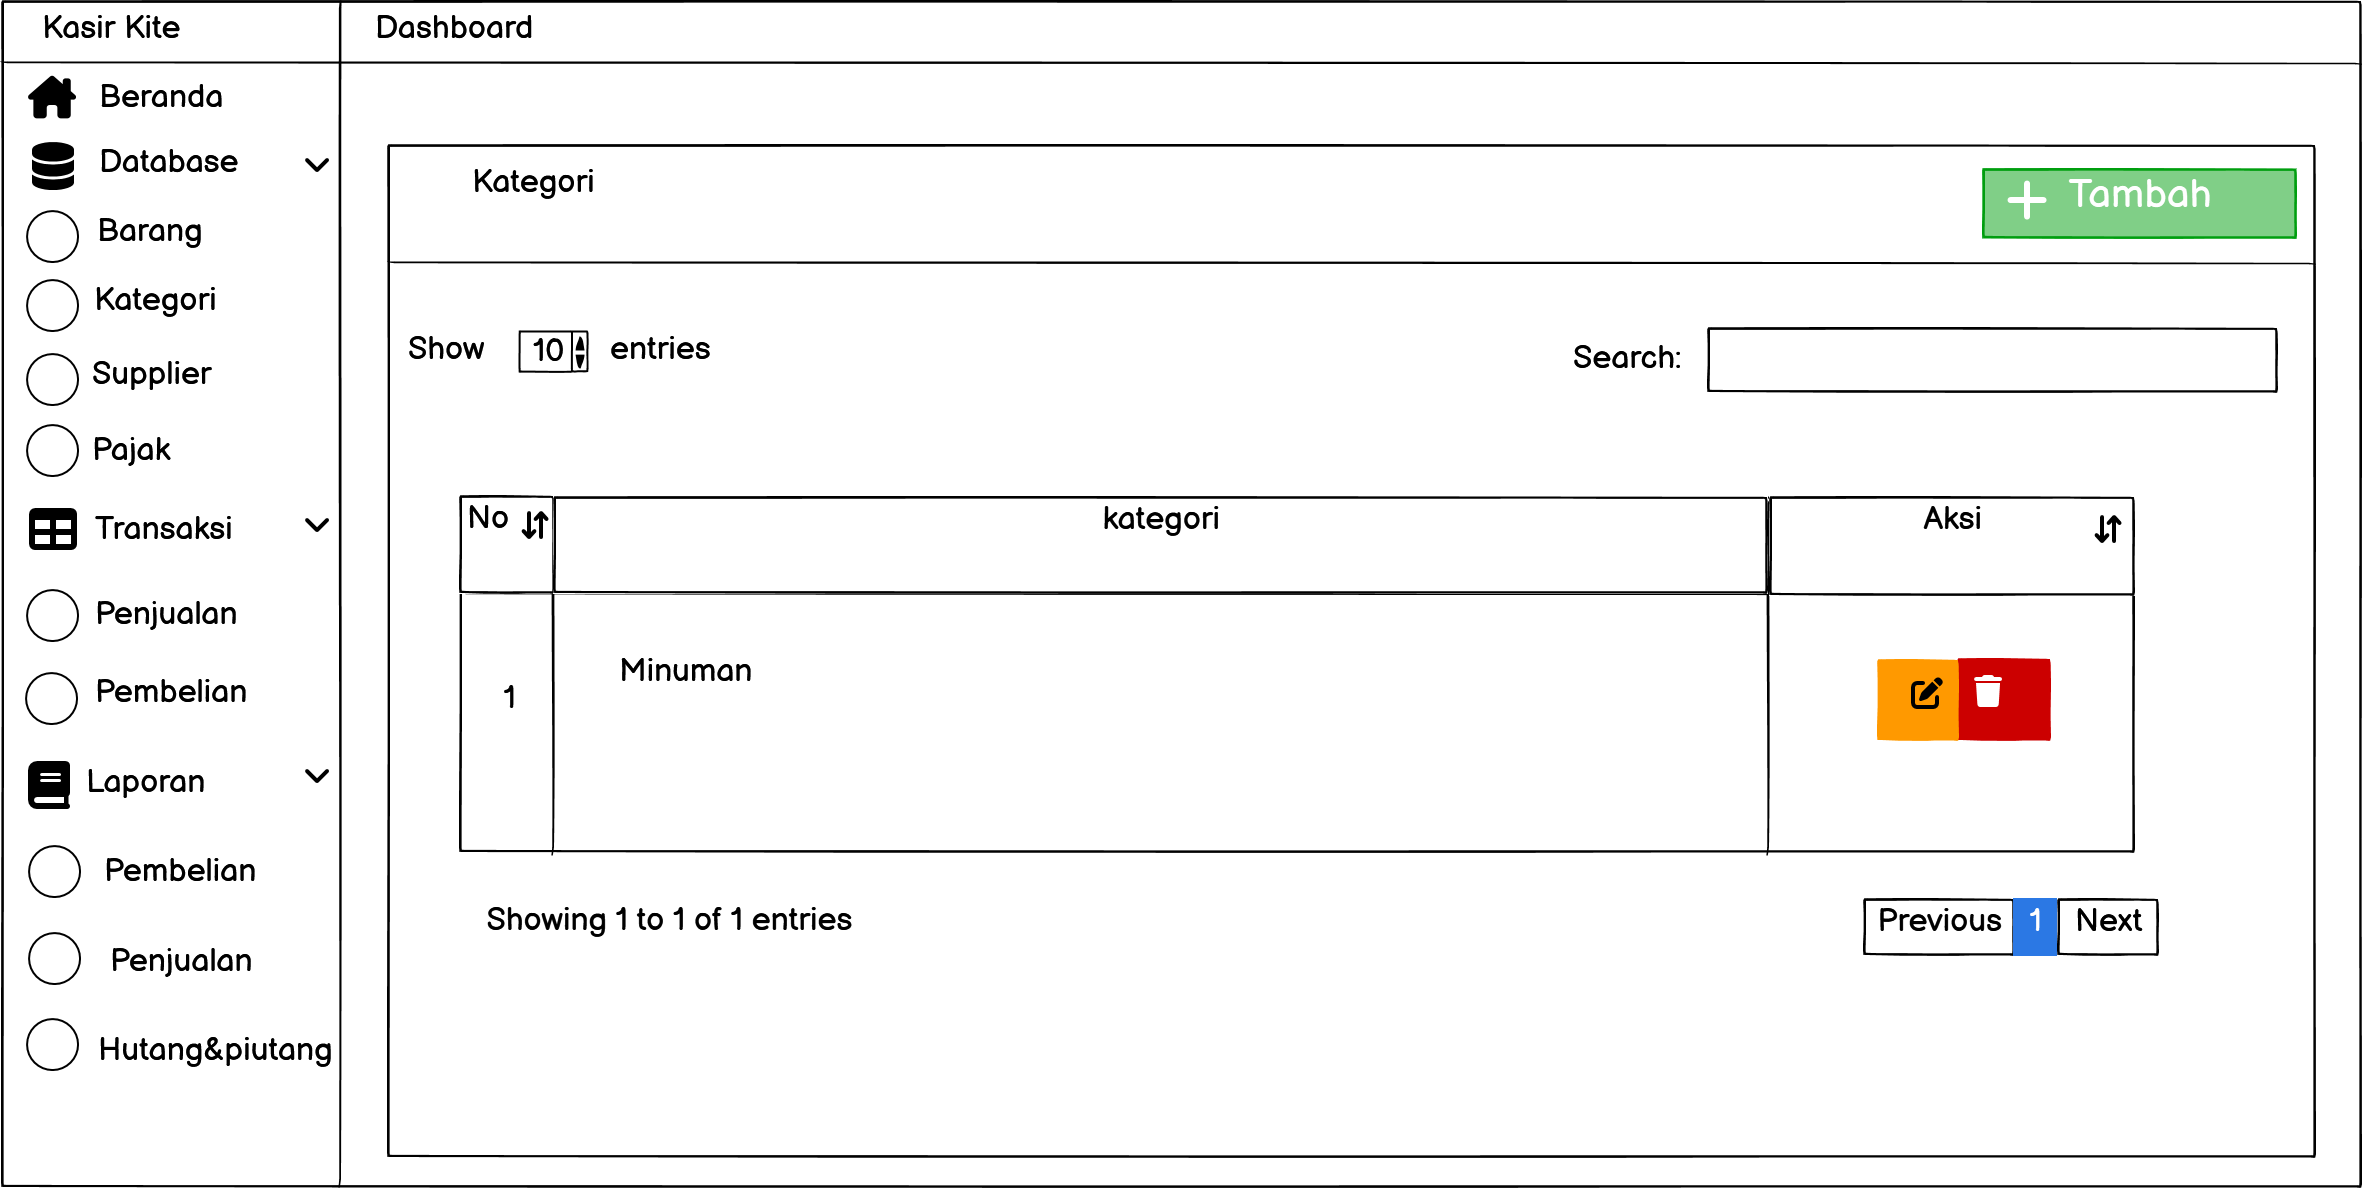 Kasir Kite
Dashboard
Beranda
Database
Barang
Kategori
Supplier
Pajak
Transaksi
Penjualan
Pembelian
Laporan
Pembelian
Penjualan
Hutang&piutang
Kategori
Tambah
Show 10 entries
Search:
No kategori Aksi
1 Minuman
Showing 1 to 1 of 1 entries
Previous 1 Next